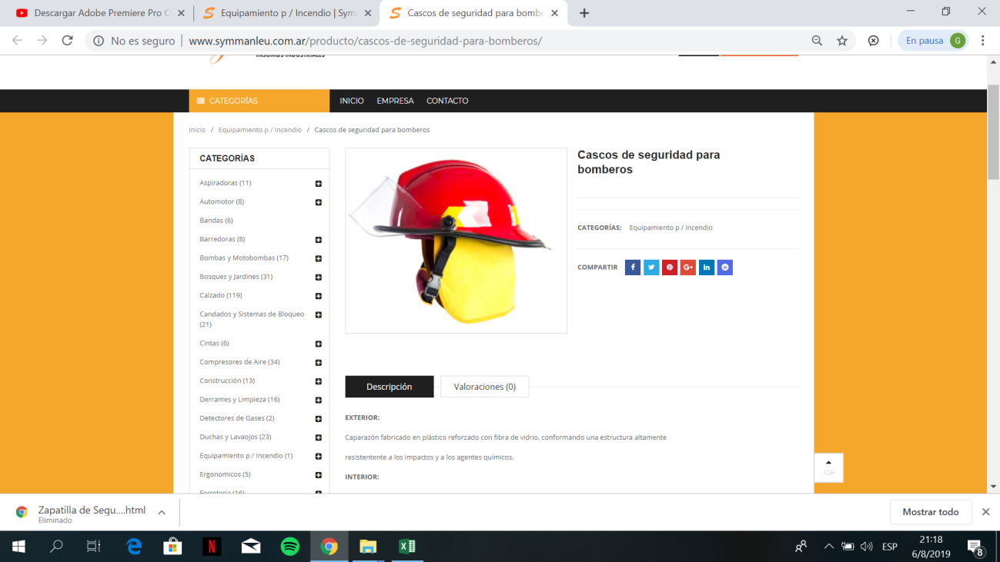 Descargar Adobe Premiere Pro C
Equipamiento p / Incendio | Sym
Cascos de seguridad para bombe
No es seguro | www.symmanleu.com.ar/producto/cascos-de-seguridad-para-bomberos/
En pausa G
INSUMOS INDUSTRIALES
CATEGORÍAS INICIO EMPRESA CONTACTO
Inicio / Equipamiento p / Incendio / Cascos de seguridad para bomberos
CATEGORÍAS
Aspiradoras (11)
Automotor (8)
Bandas (6)
Barredoras (8)
Bombas y Motobombas (17)
Bosques y Jardines (31)
Calzado (119)
Candados y Sistemas de Bloqueo
(21)
Cintas (6)
Compresores de Aire (34)
Construcción (13)
Derrames y Limpieza (16)
Detectores de Gases (2)
Duchas y Lavaojos (23)
Equipamiento p / Incendio (1)
Ergonomicos (5)
Ferreteria (16)
Cascos de seguridad para
bomberos
CATEGORÍAS: Equipamiento p / Incendio
COMPARTIR
Descripción
Valoraciones (0)
EXTERIOR:
Caparazón fabricado en plástico reforzado con fibra de vidrio, conformando una estructura altamente
resistentente a los impactos y a los agentes químicos.
INTERIOR:
TOP
Zapatilla de Segu....html
Eliminado
Mostrar todo
ESP
21:18
6/8/2019
8